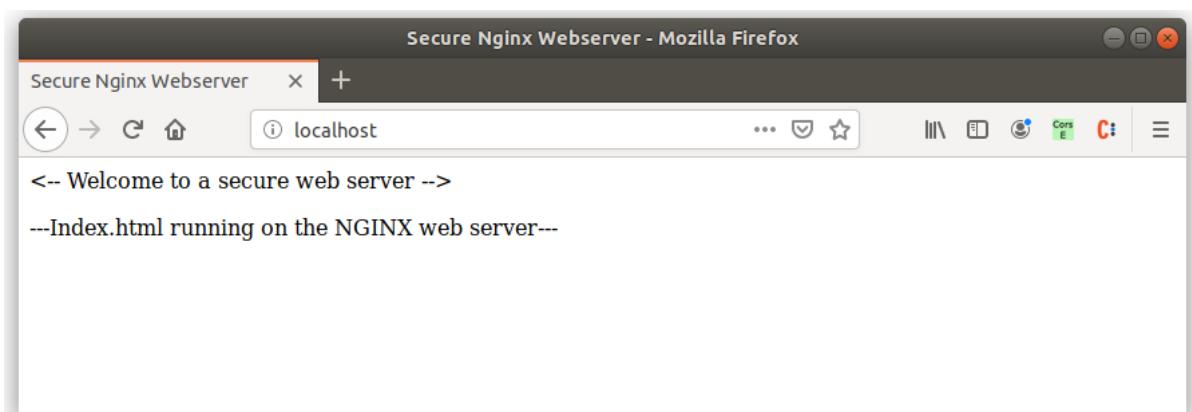 Secure Nginx Webserver - Mozilla Firefox
Secure Nginx Webserver
localhost
Cors
E
C:
<-- Welcome to a secure web server -->
---Index.html running on the NGINX web server---